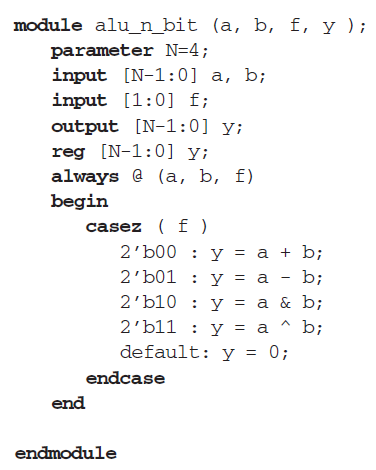 module alu_n_bit (a, b, f, y );
parameter N=4;
input [N-1:0] a, b;
input [1:0] f;
output [N-1:0] y;
reg [N-1:0] y;
always @ (a, b, f)
begin
casez ( f )
2’b00 : y = a + b;
2’b01 : y = a - b;
2’b10 : y = a & b;
2’b11 : y = a ^ b;
default: y = 0;
endcase
end
endmodule